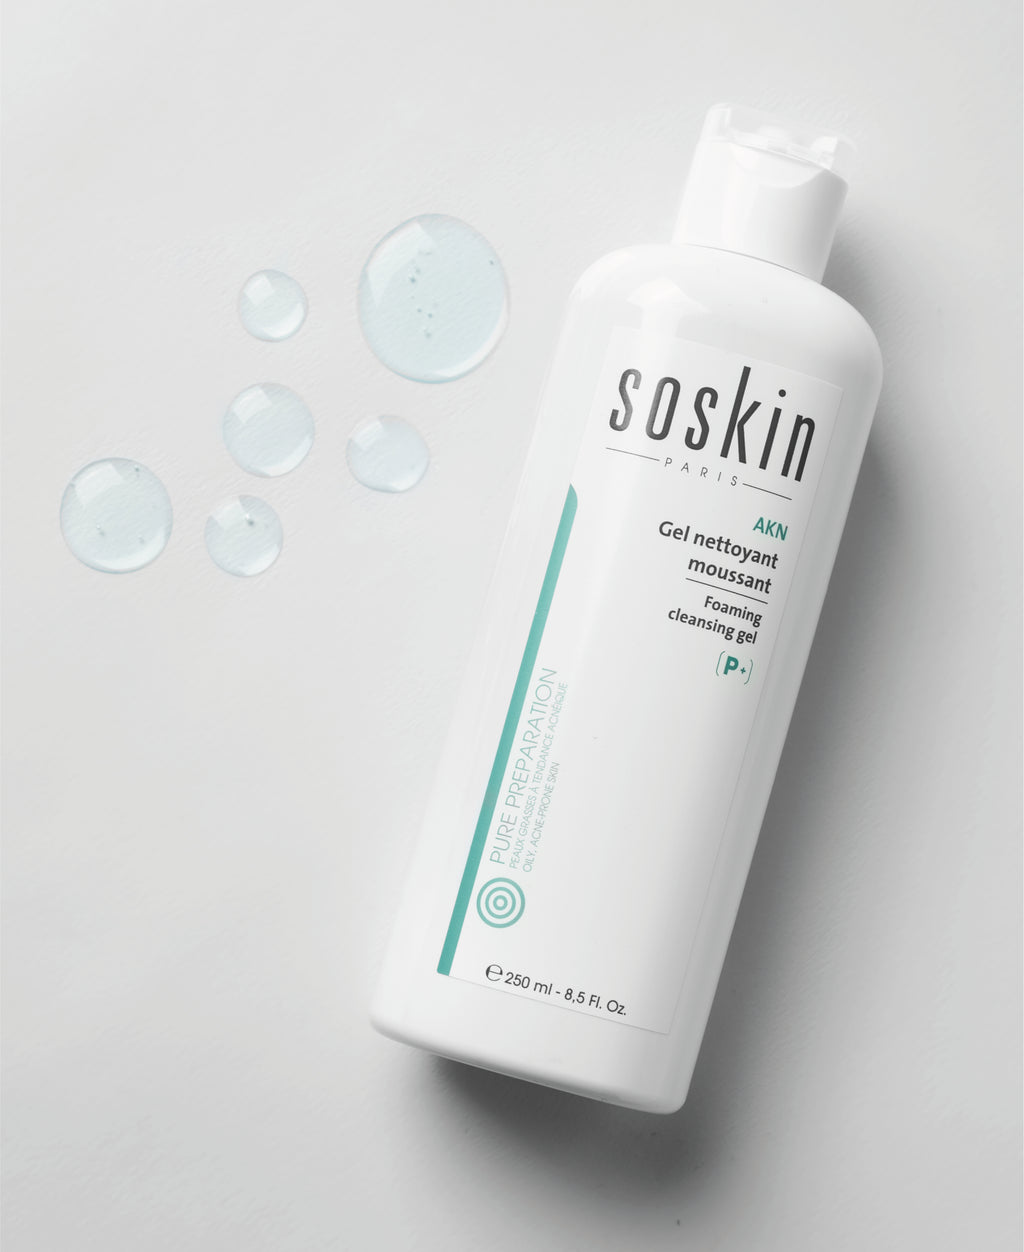 soskin
PARIS
AKN
Gel nettoyant
moussant
Foaming
cleansing gel
[P+]
PURE PREPARATION
PEAUX GRASSES À TENDANCE ACNÉIQUE
OILY, ACNE-PRONE SKIN
℮ 250 ml - 8,5 Fl. Oz.